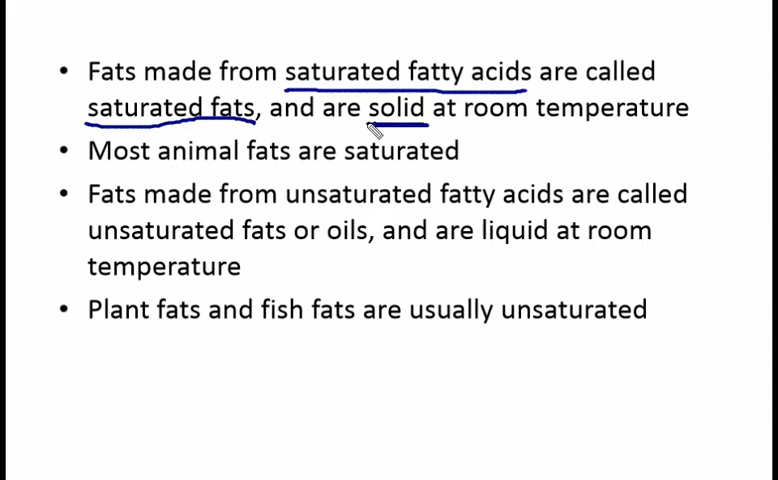 • Fats made from saturated fatty acids are called
saturated fats, and are solid at room temperature
• Most animal fats are saturated
• Fats made from unsaturated fatty acids are called
unsaturated fats or oils, and are liquid at room
temperature
• Plant fats and fish fats are usually unsaturated